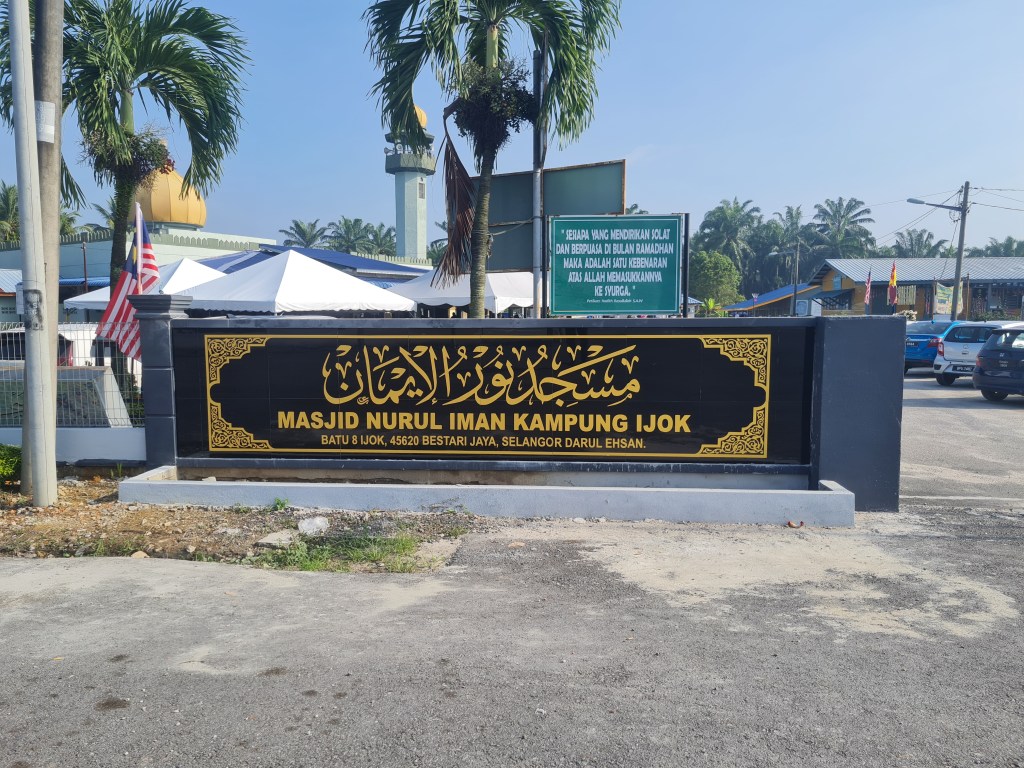 " SESIAPA YANG MENDIRIKAN SOLAT
DAN BERPUASA DI BULAN RAMADHAN
MAKA ADALAH SATU KEBENARAN
ATAS ALLAH MEMASUKKANNYA
KE SYURGA. "
مسجد نور الإيمان
MASJID NURUL IMAN KAMPUNG IJOK
BATU 8 IJOK, 45620 BESTARI JAYA, SELANGOR DARUL EHSAN.